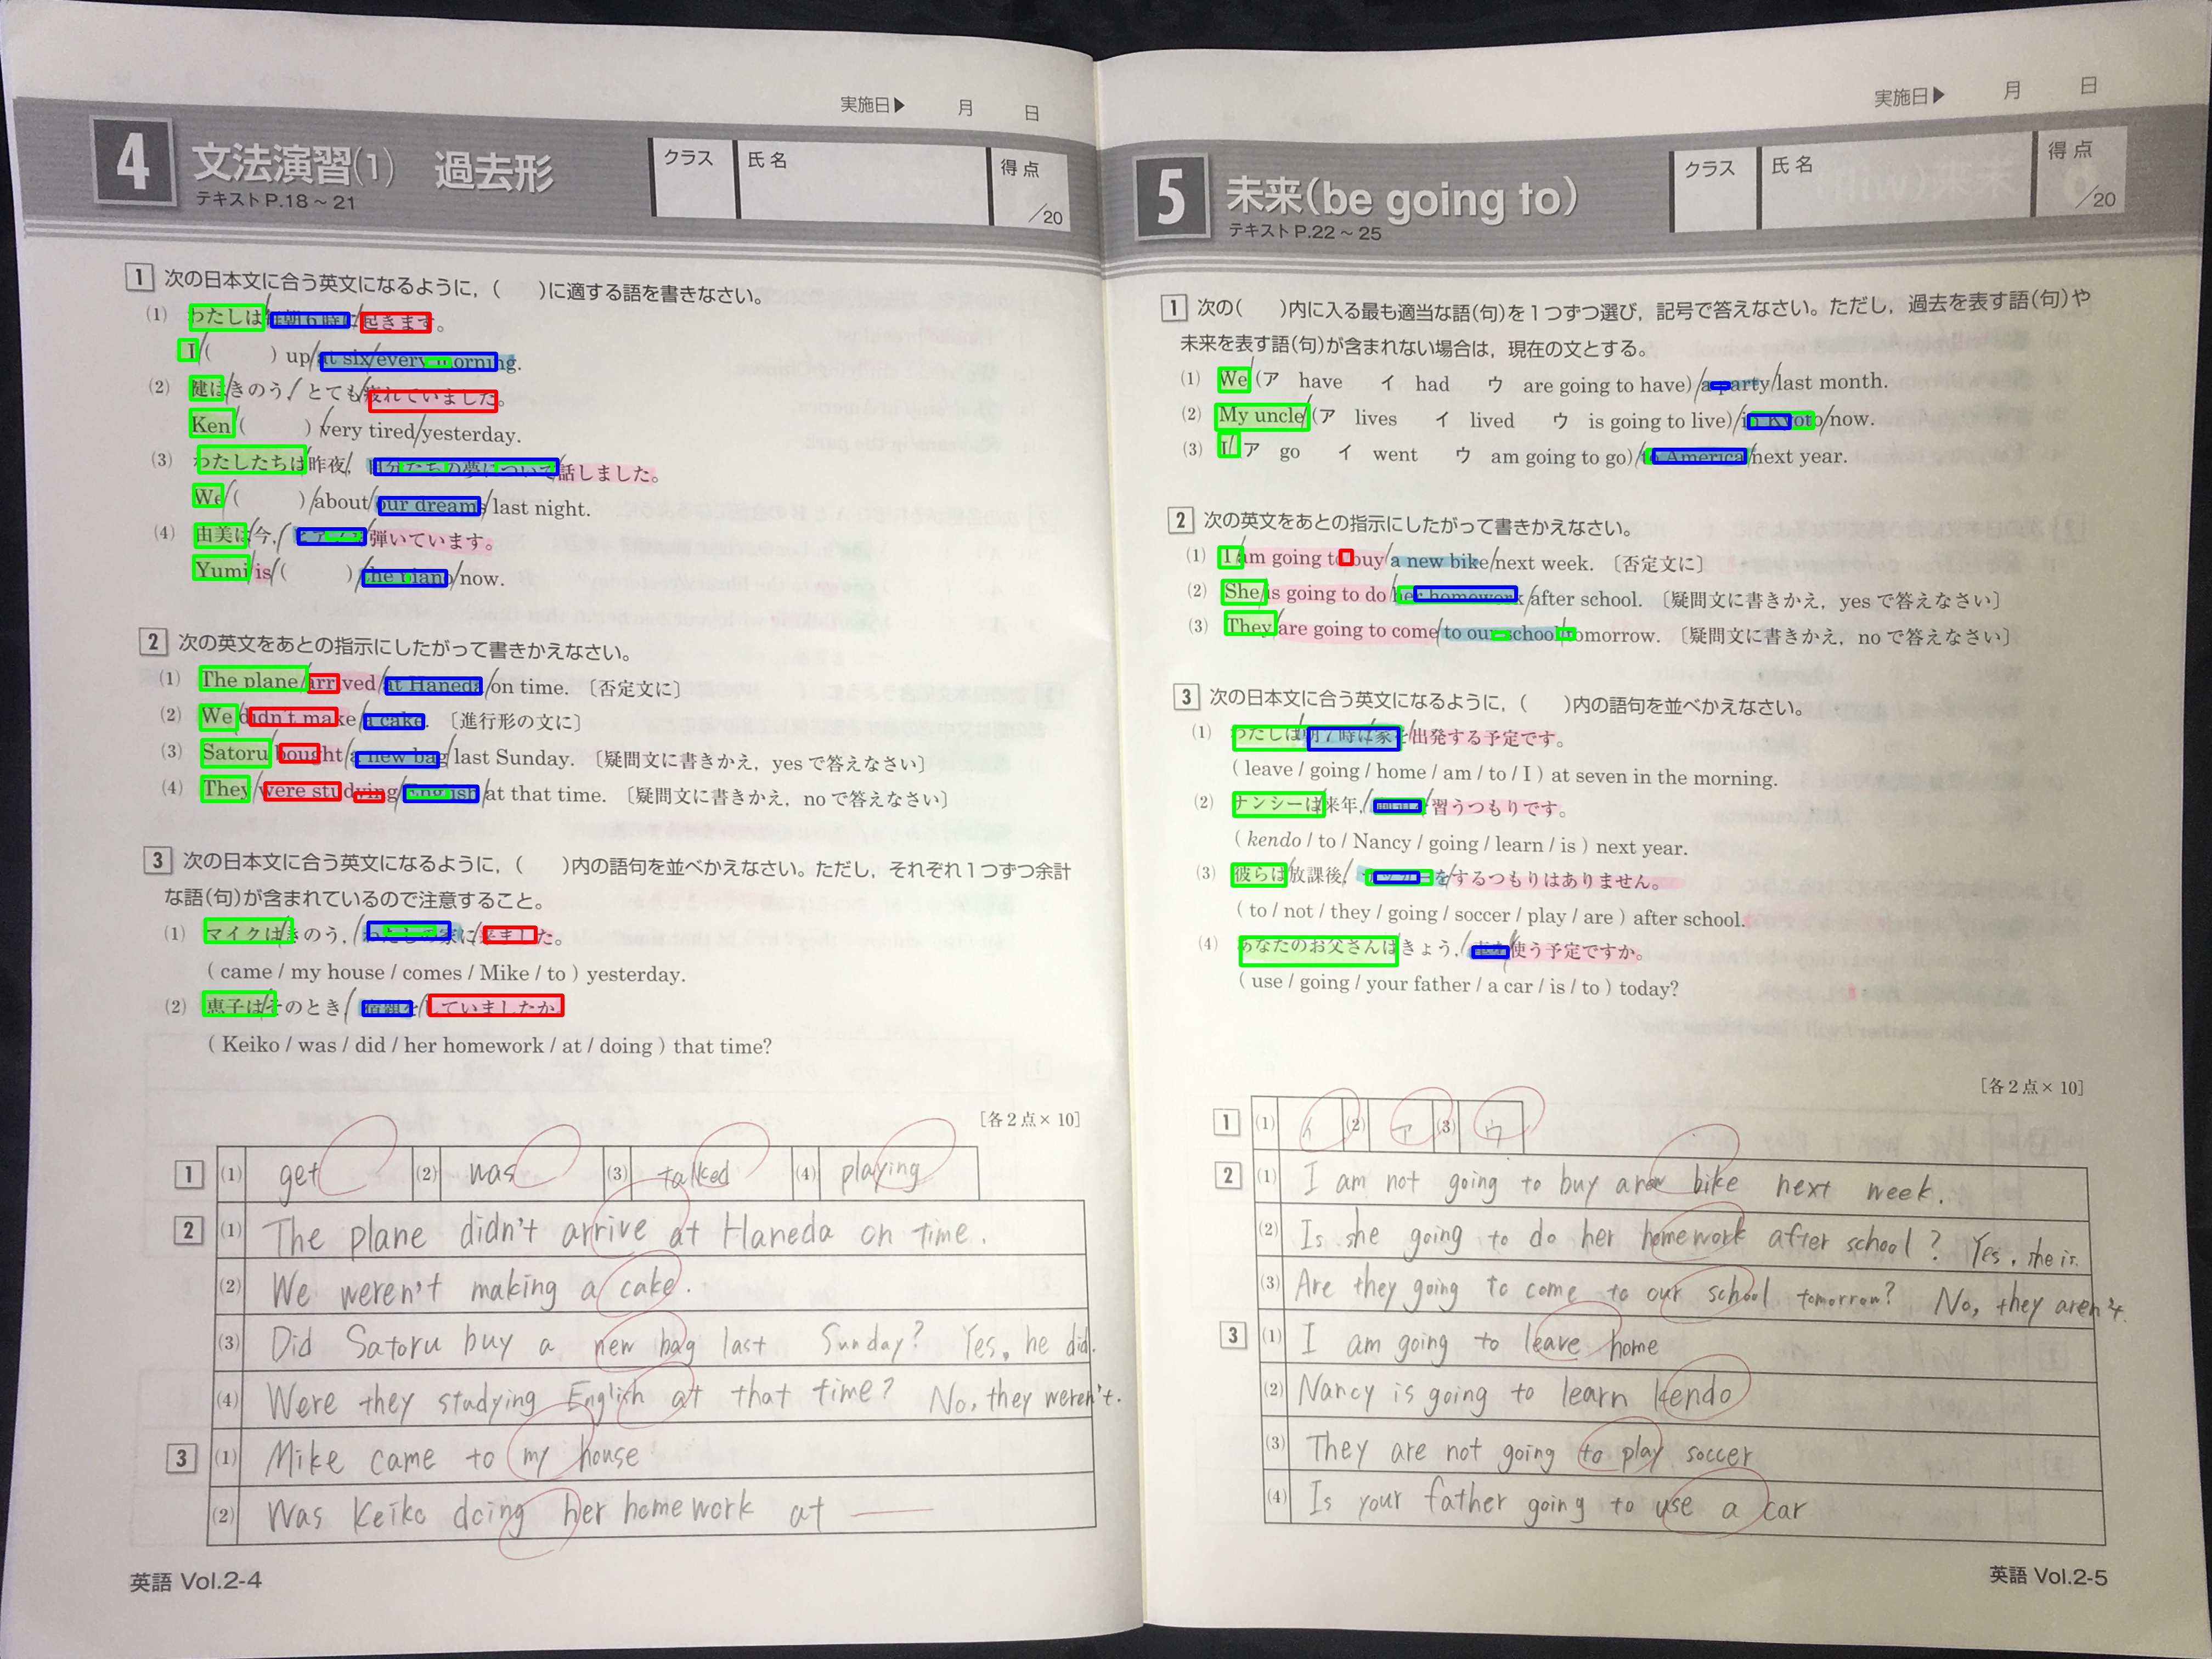 実施日▶ 月 日
4 文法演習(1) 過去形
テキストP.18～21
クラス 氏名 得点 /20
1 次の日本文に合う英文になるように，( )に適する語を書きなさい。
(1) わたしは/毎朝6時に/起きます。
I/( ) up/at six/every morning.
(2) 健は/きのう，/とても/疲れていました。
Ken/( )/very tired/yesterday.
(3) わたしたちは/昨夜/，自分たちの夢について/話しました。
We/( )/about/our dreams/last night.
(4) 由美は/今，/ピアノを/弾いています。
Yumi/is/( )/the piano/now.
2 次の英文をあとの指示にしたがって書きかえなさい。
(1) The plane/arrived/at Haneda/on time. 〔否定文に〕
(2) We/didn't make/a cake. 〔進行形の文に〕
(3) Satoru/bought/a new bag/last Sunday. 〔疑問文に書きかえ，yesで答えなさい〕
(4) They/were studying/English/at that time. 〔疑問文に書きかえ，noで答えなさい〕
3 次の日本文に合う英文になるように，( )内の語句を並べかえなさい。ただし，それぞれ1つずつ余計
な語(句)が含まれているので注意すること。
(1) マイクは/きのう，/わたしの家に/来ました。
( came / my house / comes / Mike / to ) yesterday.
(2) 恵子は/そのとき/宿題を/していましたか。
( Keiko / was / did / her homework / at / doing ) that time?
[各2点×10]
1 (1) get (2) was (3) talked (4) playing
2 (1) The plane didn't arrive at Haneda on time.
(2) We weren't making a cake.
(3) Did Satoru buy a new bag last Sunday? Yes, he did.
(4) Were they studying English at that time? No, they weren't.
3 (1) Mike came to my house
(2) Was Keiko doing her homework at ——
英語 Vol.2-4
実施日▶ 月 日
5 未来(be going to)
テキストP.22～25
クラス 氏名 得点 /20
1 次の( )内に入る最も適当な語(句)を1つずつ選び，記号で答えなさい。ただし，過去を表す語(句)や
未来を表す語(句)が含まれない場合は，現在の文とする。
(1) We/(ア have イ had ウ are going to have)/a party/last month.
(2) My uncle/(ア lives イ lived ウ is going to live)/in Kyoto/now.
(3) I/(ア go イ went ウ am going to go)/to America/next year.
2 次の英文をあとの指示にしたがって書きかえなさい。
(1) I/am going to buy/a new bike/next week. 〔否定文に〕
(2) She/is going to do/her homework/after school. 〔疑問文に書きかえ，yesで答えなさい〕
(3) They/are going to come/to our school/tomorrow. 〔疑問文に書きかえ，noで答えなさい〕
3 次の日本文に合う英文になるように，( )内の語句を並べかえなさい。
(1) わたしは/朝7時に/家を/出発する予定です。
( leave / going / home / am / to / I ) at seven in the morning.
(2) ナンシーは/来年，/剣道を/習うつもりです。
( kendo / to / Nancy / going / learn / is ) next year.
(3) 彼らは/放課後，/サッカーを/するつもりはありません。
( to / not / they / going / soccer / play / are ) after school.
(4) あなたのお父さんは/きょう，/車を/使う予定ですか。
( use / going / your father / a car / is / to ) today?
[各2点×10]
1 (1) イ (2) ア (3) ウ
2 (1) I am not going to buy a new bike next week.
(2) Is she going to do her homework after school? Yes, she is.
(3) Are they going to come to our school tomorrow? No, they aren't.
3 (1) I am going to leave home
(2) Nancy is going to learn kendo
(3) They are not going to play soccer
(4) Is your father going to use a car
英語 Vol.2-5